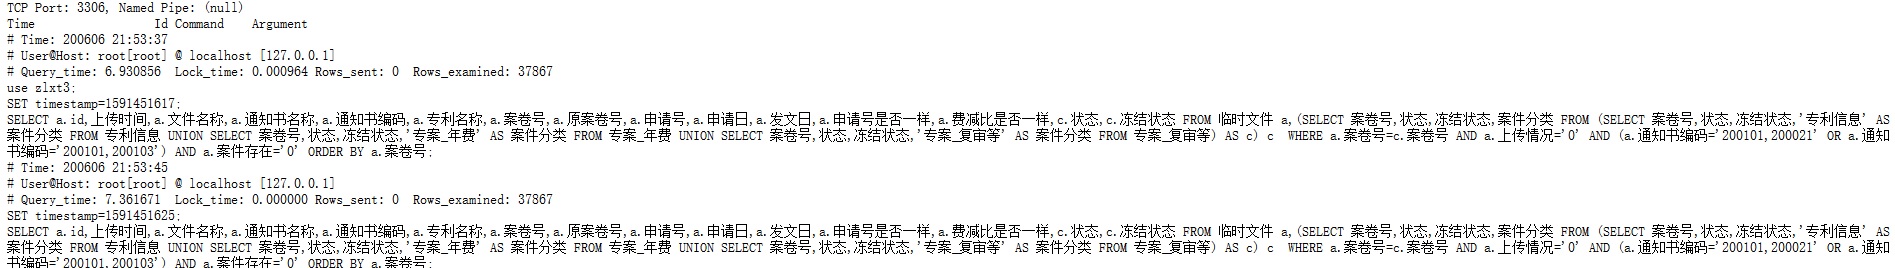 TCP Port: 3306, Named Pipe: (null)
Time                 Id Command    Argument
# Time: 200606 21:53:37
# User@Host: root[root] @ localhost [127.0.0.1]
# Query_time: 6.930856  Lock_time: 0.000964 Rows_sent: 0  Rows_examined: 37867
use zlxt3;
SET timestamp=1591451617;
SELECT a.id,上传时间,a.文件名称,a.通知书名称,a.通知书编码,a.专利名称,a.案卷号,a.原案卷号,a.申请号,a.申请日,a.发文日,a.申请号是否一样,a.费减比是否一样,c.状态,c.冻结状态 FROM 临时文件 a,(SELECT 案卷号,状态,冻结状态,案件分类 FROM (SELECT 案卷号,状态,冻结状态,'专利信息' AS
案件分类 FROM 专利信息 UNION SELECT 案卷号,状态,冻结状态,'专案_年费' AS 案件分类 FROM 专案_年费 UNION SELECT 案卷号,状态,冻结状态,'专案_复审等' AS 案件分类 FROM 专案_复审等) AS c) c  WHERE a.案卷号=c.案卷号 AND a.上传情况='0' AND (a.通知书编码='200101,200021' OR a.通知
书编码='200101,200103') AND a.案件存在='0' ORDER BY a.案卷号;
# Time: 200606 21:53:45
# User@Host: root[root] @ localhost [127.0.0.1]
# Query_time: 7.361671  Lock_time: 0.000000 Rows_sent: 0  Rows_examined: 37867
SET timestamp=1591451625;
SELECT a.id,上传时间,a.文件名称,a.通知书名称,a.通知书编码,a.专利名称,a.案卷号,a.原案卷号,a.申请号,a.申请日,a.发文日,a.申请号是否一样,a.费减比是否一样,c.状态,c.冻结状态 FROM 临时文件 a,(SELECT 案卷号,状态,冻结状态,案件分类 FROM (SELECT 案卷号,状态,冻结状态,'专利信息' AS
案件分类 FROM 专利信息 UNION SELECT 案卷号,状态,冻结状态,'专案_年费' AS 案件分类 FROM 专案_年费 UNION SELECT 案卷号,状态,冻结状态,'专案_复审等' AS 案件分类 FROM 专案_复审等) AS c) c  WHERE a.案卷号=c.案卷号 AND a.上传情况='0' AND (a.通知书编码='200101,200021' OR a.通知
书编码='200101,200103') AND a.案件存在='0' ORDER BY a.案卷号;